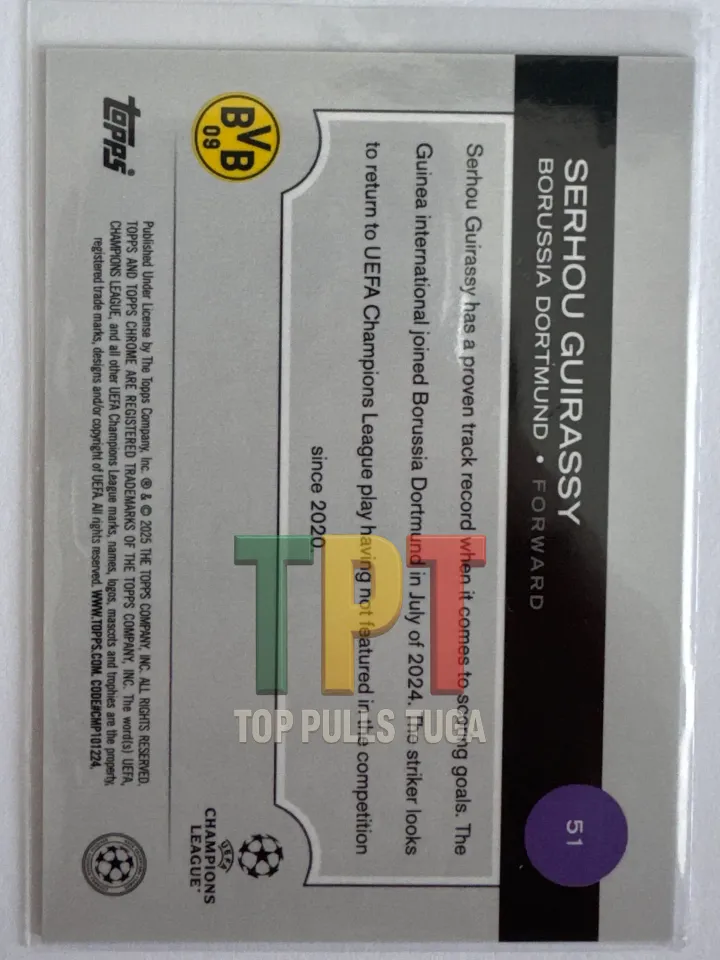 SERHOU GUIRASSY
BORUSSIA DORTMUND • FORWARD
51
Serhou Guirassy has a proven track record when it comes to scoring goals. The
Guinea international joined Borussia Dortmund in July of 2024. The striker looks
to return to UEFA Champions League play having not featured in the competition
since 2020.
BVB
09
UEFA
CHAMPIONS
LEAGUE
topps®
Published Under License by The Topps Company, Inc. ® & © 2025 THE TOPPS COMPANY, INC. ALL RIGHTS RESERVED.
TOPPS AND TOPPS CHROME ARE REGISTERED TRADEMARKS OF THE TOPPS COMPANY, INC. The word(s) UEFA,
CHAMPIONS LEAGUE, and all other UEFA Champions League marks, names, logos, mascots and trophies are the property,
registered trade marks, designs and/or copyright of UEFA. All rights reserved. WWW.TOPPS.COM. CODE#CMP101224.
TPT
TOP PULLS TUGA